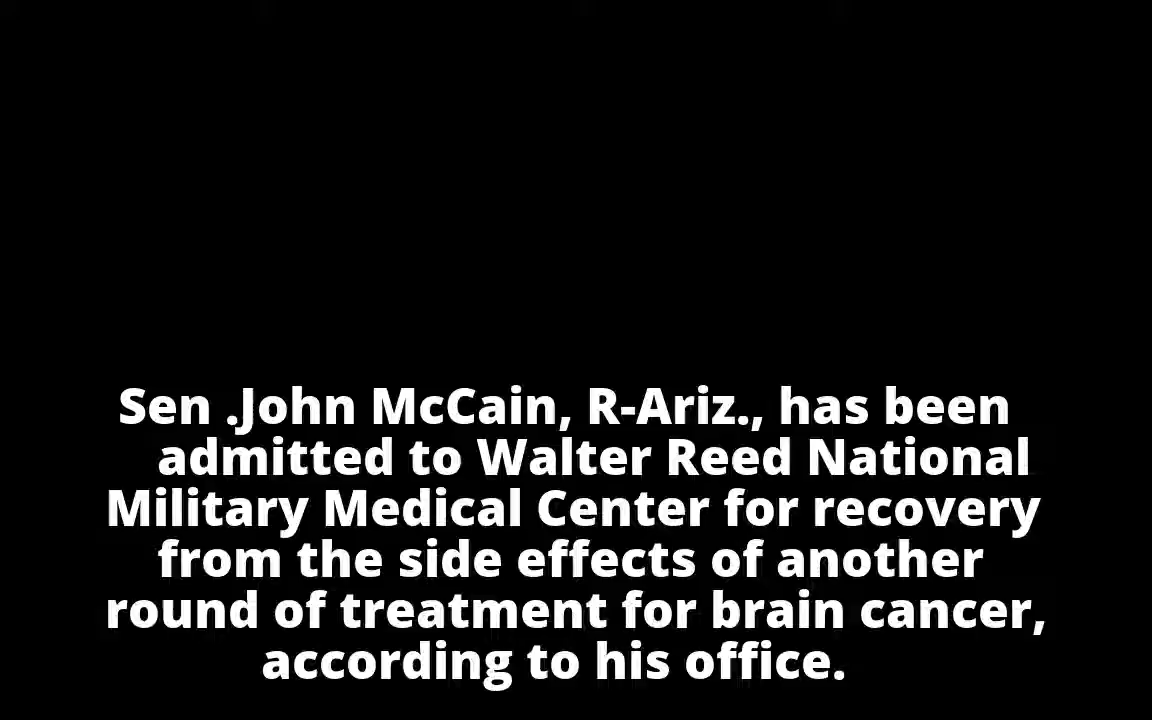 Sen .John McCain, R-Ariz., has been
admitted to Walter Reed National
Military Medical Center for recovery
from the side effects of another
round of treatment for brain cancer,
according to his office.